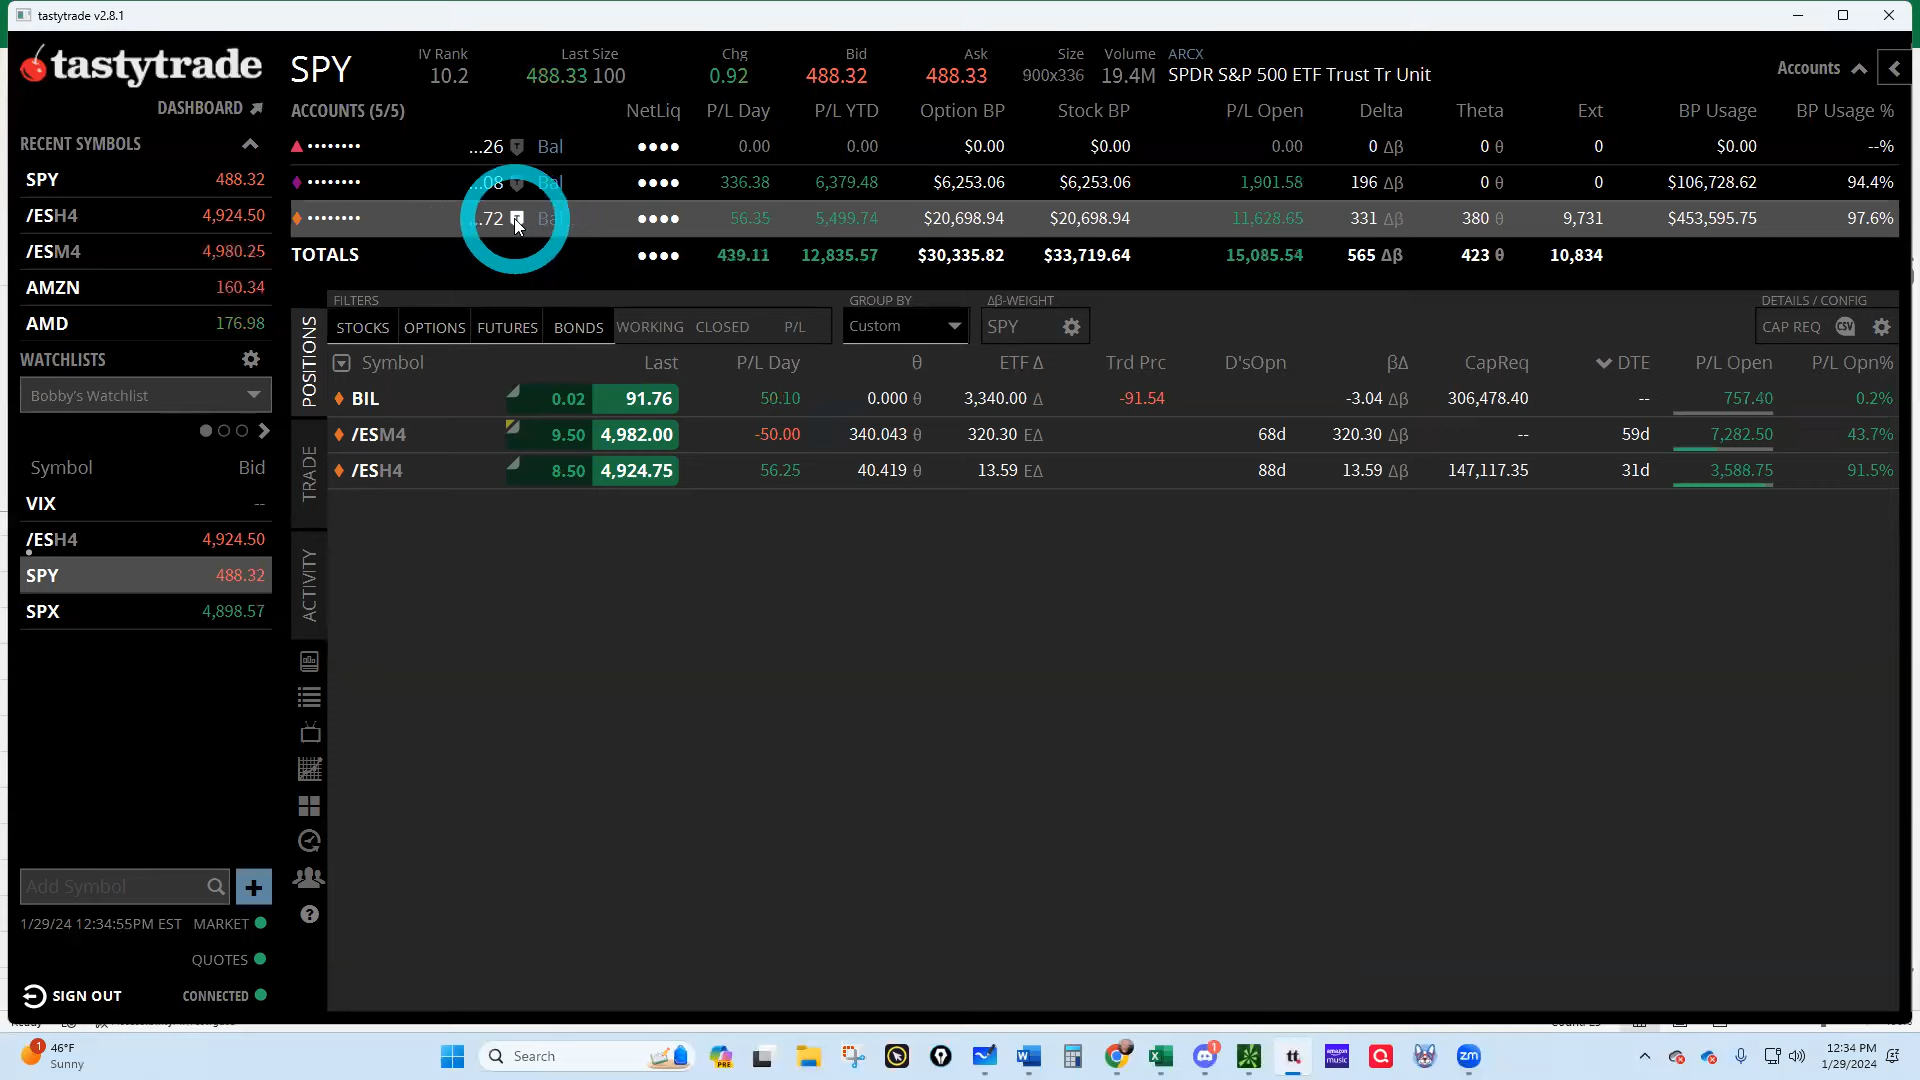 tastytrade v2.8.1
tastytrade
DASHBOARD
RECENT SYMBOLS
SPY 488.32
/ESH4 4,924.50
/ESM4 4,980.25
AMZN 160.34
AMD 176.98
WATCHLISTS
Bobby's Watchlist
Symbol Bid
VIX --
/ESH4 4,924.50
SPY 488.32
SPX 4,898.57
Add Symbol
1/29/24 12:34:55PM EST MARKET
QUOTES
SIGN OUT CONNECTED
SPY
IV Rank Last Size Chg Bid Ask Size Volume ARCX
10.2 488.33 100 0.92 488.32 488.33 900x336 19.4M SPDR S&P 500 ETF Trust Tr Unit
Accounts
ACCOUNTS (5/5) NetLiq P/L Day P/L YTD Option BP Stock BP P/L Open Delta Theta Ext BP Usage BP Usage %
•••••••• ...26 Bal •••• 0.00 0.00 $0.00 $0.00 0.00 0 Δβ 0 θ 0 $0.00 --%
•••••••• ...08 Bal •••• 336.38 6,379.48 $6,253.06 $6,253.06 1,901.58 196 Δβ 0 θ 0 $106,728.62 94.4%
•••••••• ...72 Bal •••• 56.35 5,499.74 $20,698.94 $20,698.94 11,628.65 331 Δβ 380 θ 9,731 $453,595.75 97.6%
TOTALS •••• 439.11 12,835.57 $30,335.82 $33,719.64 15,085.54 565 Δβ 423 θ 10,834
FILTERS GROUP BY Δβ-WEIGHT DETAILS / CONFIG
STOCKS OPTIONS FUTURES BONDS WORKING CLOSED P/L Custom SPY CAP REQ CSV
POSITIONS
TRADE
ACTIVITY
Symbol Last P/L Day θ ETF Δ Trd Prc D'sOpn βΔ CapReq DTE P/L Open P/L Opn%
BIL 0.02 91.76 50.10 0.000 θ 3,340.00 Δ -91.54 -3.04 Δβ 306,478.40 -- 757.40 0.2%
/ESM4 9.50 4,982.00 -50.00 340.043 θ 320.30 EΔ 68d 320.30 Δβ -- 59d 7,282.50 43.7%
/ESH4 8.50 4,924.75 56.25 40.419 θ 13.59 EΔ 88d 13.59 Δβ 147,117.35 31d 3,588.75 91.5%
1
46°F
Sunny
Search
PRE
tt
amazon music
1
zm
12:34 PM
1/29/2024